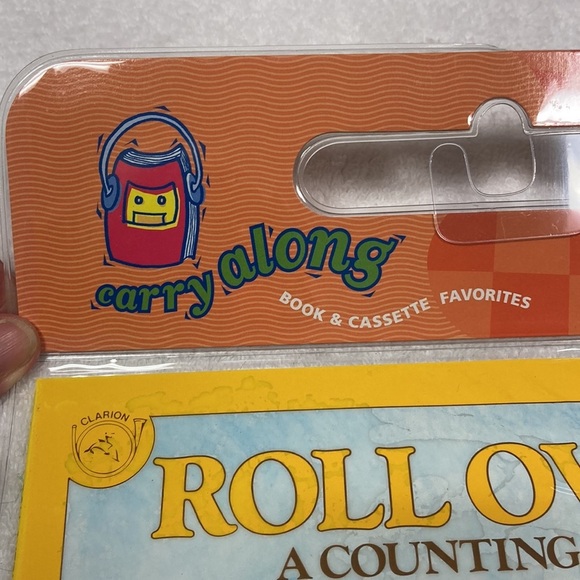 carry along
BOOK & CASSETTE FAVORITES
CLARION
ROLL OV
A COUNTING